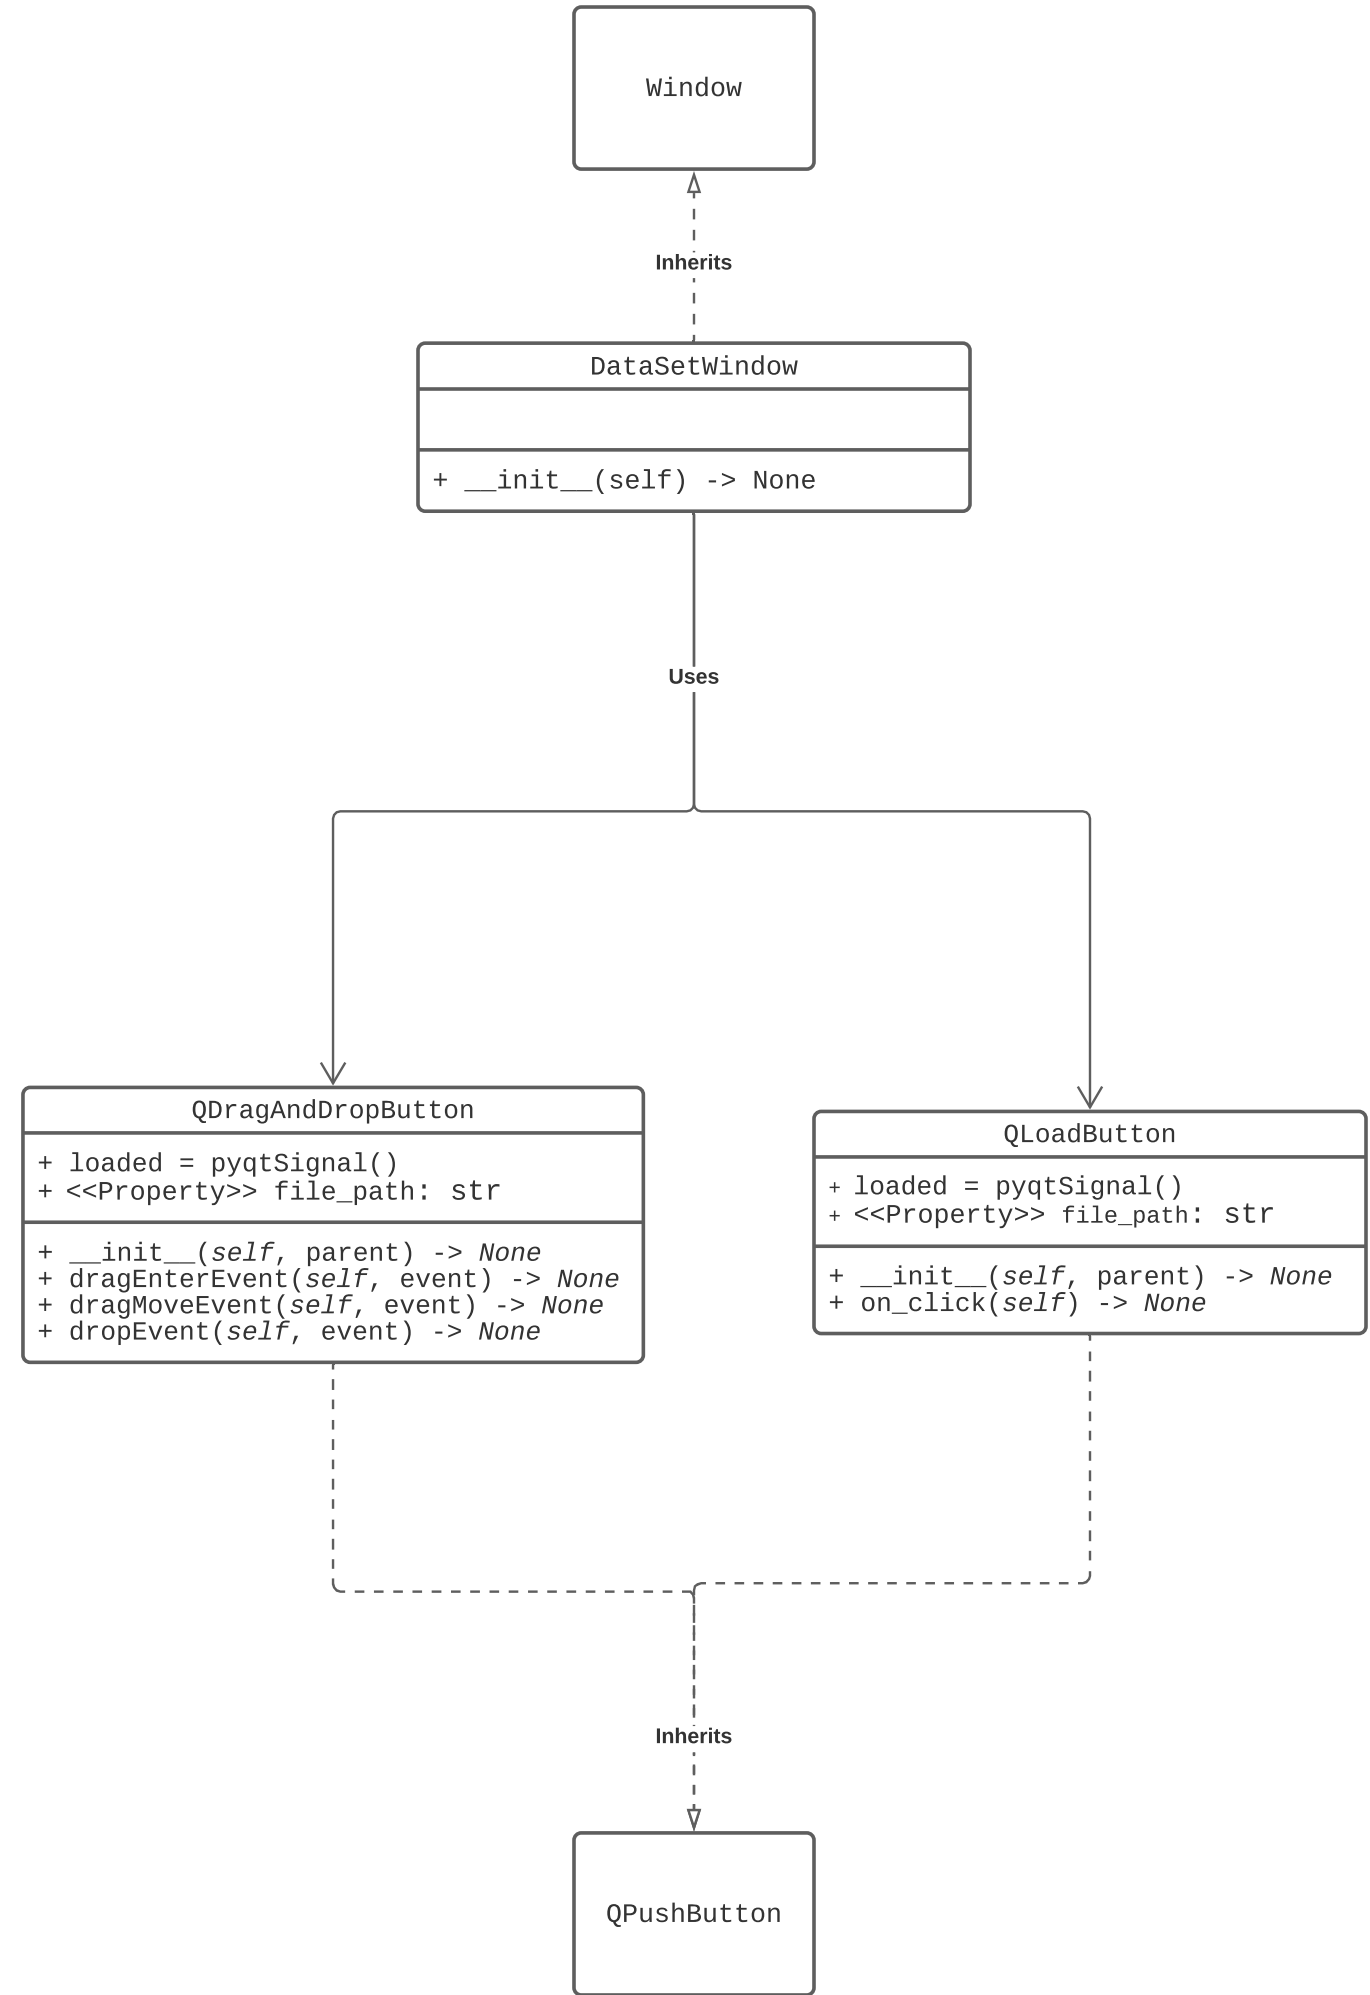 Window
Inherits
DataSetWindow
+ __init__(self) -> None
Uses
QDragAndDropButton
+ loaded = pyqtSignal()
+ <<Property>> file_path: str
+ __init__(self, parent) -> None
+ dragEnterEvent(self, event) -> None
+ dragMoveEvent(self, event) -> None
+ dropEvent(self, event) -> None
QLoadButton
+ loaded = pyqtSignal()
+ <<Property>> file_path: str
+ __init__(self, parent) -> None
+ on_click(self) -> None
Inherits
QPushButton